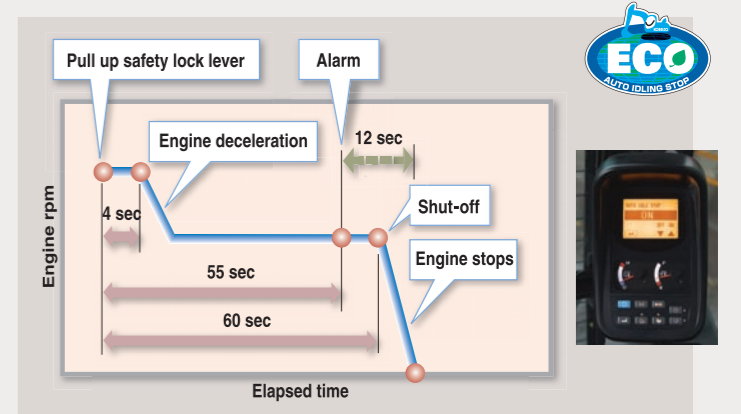 Pull up safety lock lever
Alarm
ECO
AUTO IDLING STOP
Engine deceleration
12 sec
4 sec
Shut-off
Engine stops
55 sec
60 sec
Engine rpm
Elapsed time
ON